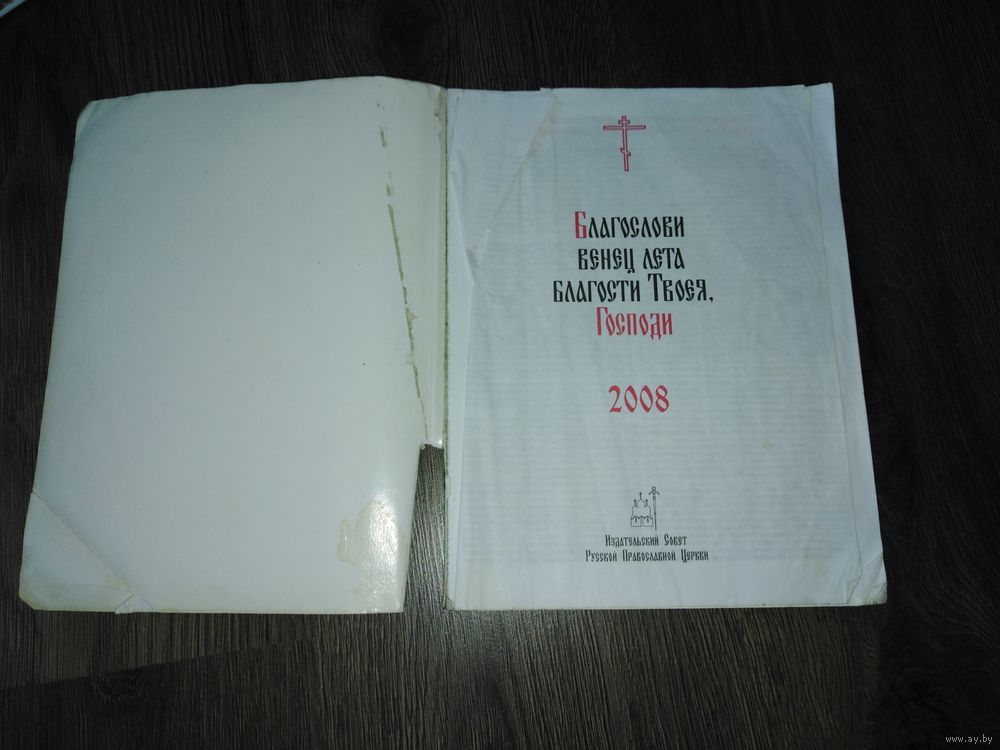 Благослови
венец лета
благости Твоея,
Господи
2008
Издательский Совет
Русской Православной Церкви
www.ay.by